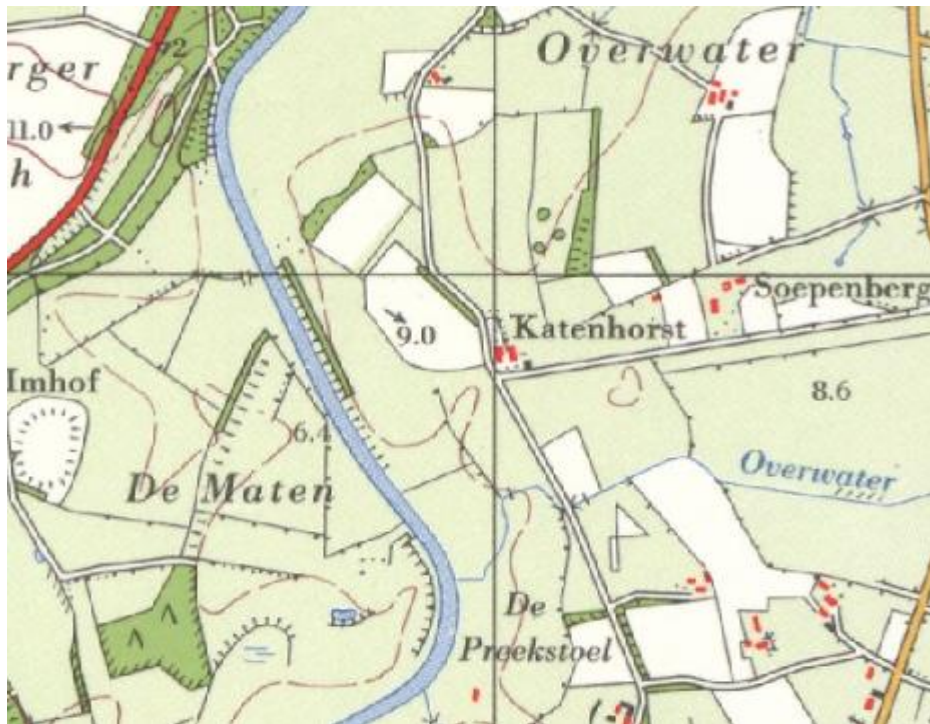 Overwater
rger
11.0
h
Soepenberg
Katenhorst
9.0
Imhof
8.6
6.4
Overwater
De Maten
De
Preekstoel